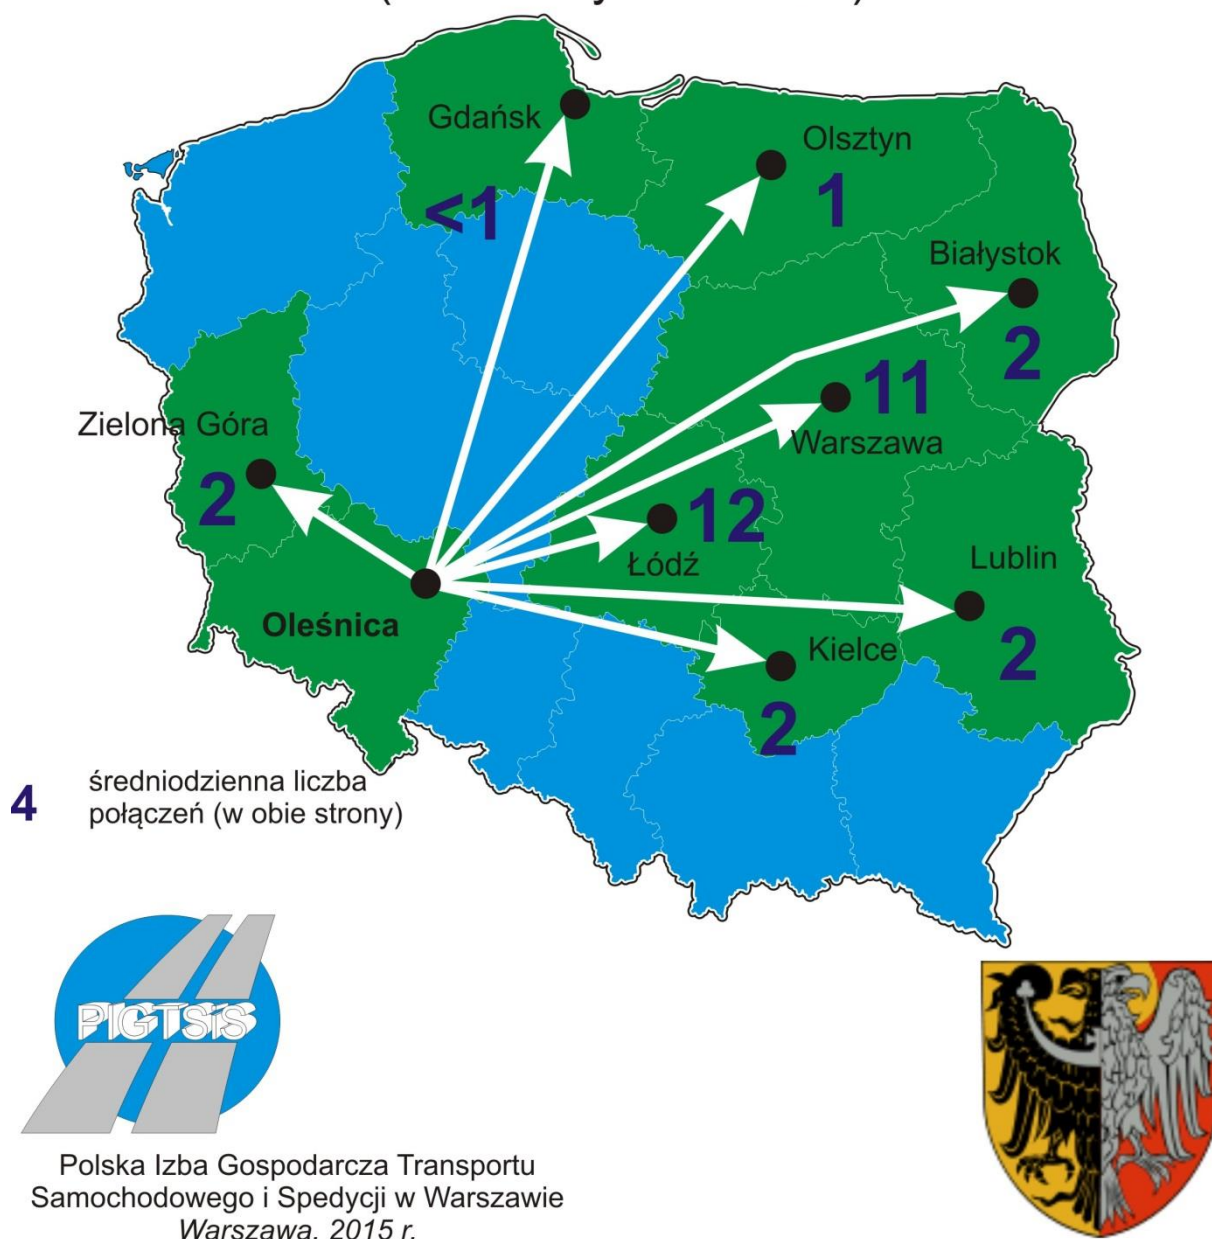 Gdańsk
Olsztyn
<1
1
Białystok
2
11
Zielona Góra
Warszawa
2
12
Łódź
Lublin
Oleśnica
Kielce
2
2
4
średniodzienna liczba
połączeń (w obie strony)
PIGTSiS
Polska Izba Gospodarcza Transportu
Samochodowego i Spedycji w Warszawie
Warszawa, 2015 r.